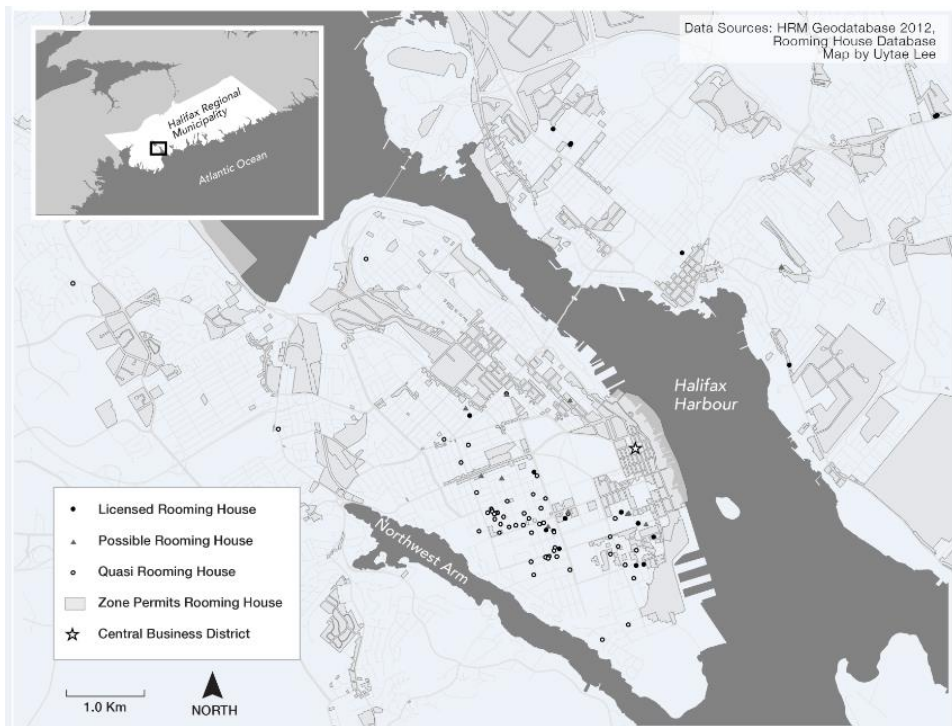 Data Sources: HRM Geodatabase 2012,
Rooming House Database
Map by Uytae Lee
Halifax Regional
Municipality
Atlantic Ocean
Halifax
Harbour
Northwest Arm
Licensed Rooming House
Possible Rooming House
Quasi Rooming House
Zone Permits Rooming House
Central Business District
1.0 Km
NORTH